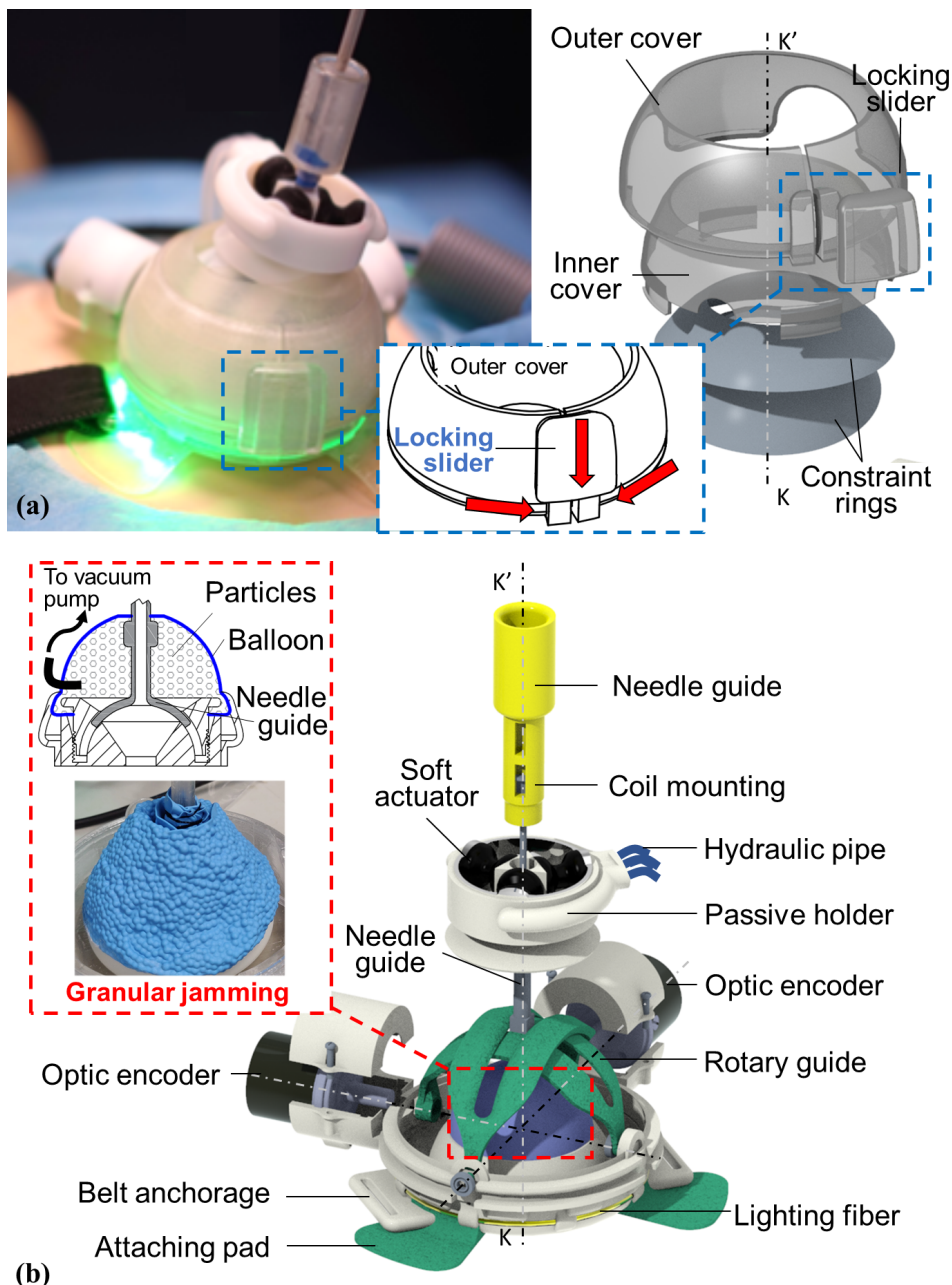 K'
Outer cover
Locking
slider
Inner
cover
Outer cover
Locking
slider
Constraint
rings
K
(a)
To vacuum
pump
Particles
Balloon
Needle
guide
Granular jamming
K'
Needle guide
Coil mounting
Soft
actuator
Hydraulic pipe
Passive holder
Needle
guide
Optic encoder
Optic encoder
Rotary guide
Belt anchorage
Lighting fiber
K
Attaching pad
(b)